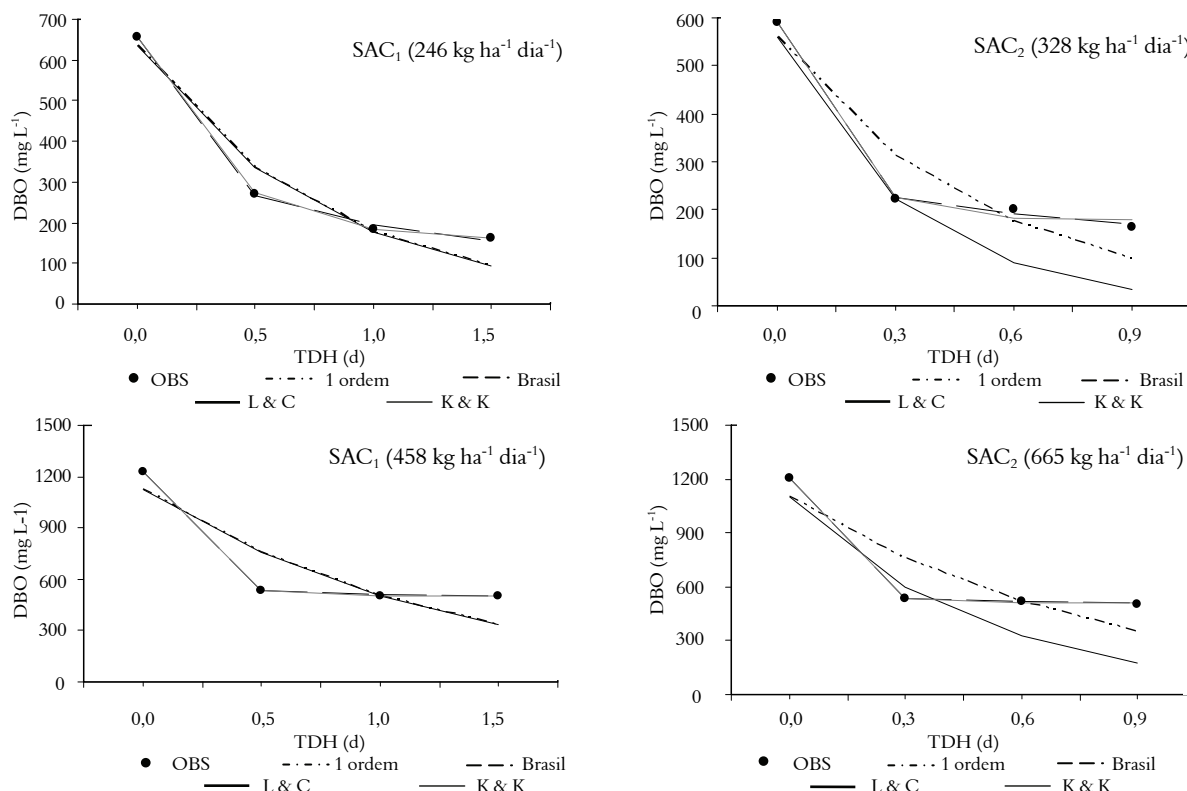 SAC₁ (246 kg ha⁻¹ dia⁻¹)
DBO (mg L⁻¹)
700
600
500
400
300
200
100
0
0,0 0,5 1,0 1,5
TDH (d)
OBS 1 ordem Brasil
L & C K & K
SAC₂ (328 kg ha⁻¹ dia⁻¹)
DBO (mg L⁻¹)
600
500
400
300
200
100
0
0,0 0,3 0,6 0,9
TDH (d)
OBS 1 ordem Brasil
L & C K & K
SAC₁ (458 kg ha⁻¹ dia⁻¹)
DBO (mg L-1)
1500
1200
900
600
300
0
0,0 0,5 1,0 1,5
TDH (d)
OBS 1 ordem Brasil
L & C K & K
SAC₂ (665 kg ha⁻¹ dia⁻¹)
DBO (mg L⁻¹)
1500
1200
900
600
300
0
0,0 0,3 0,6 0,9
TDH (d)
OBS 1 ordem Brasil
L & C K & K